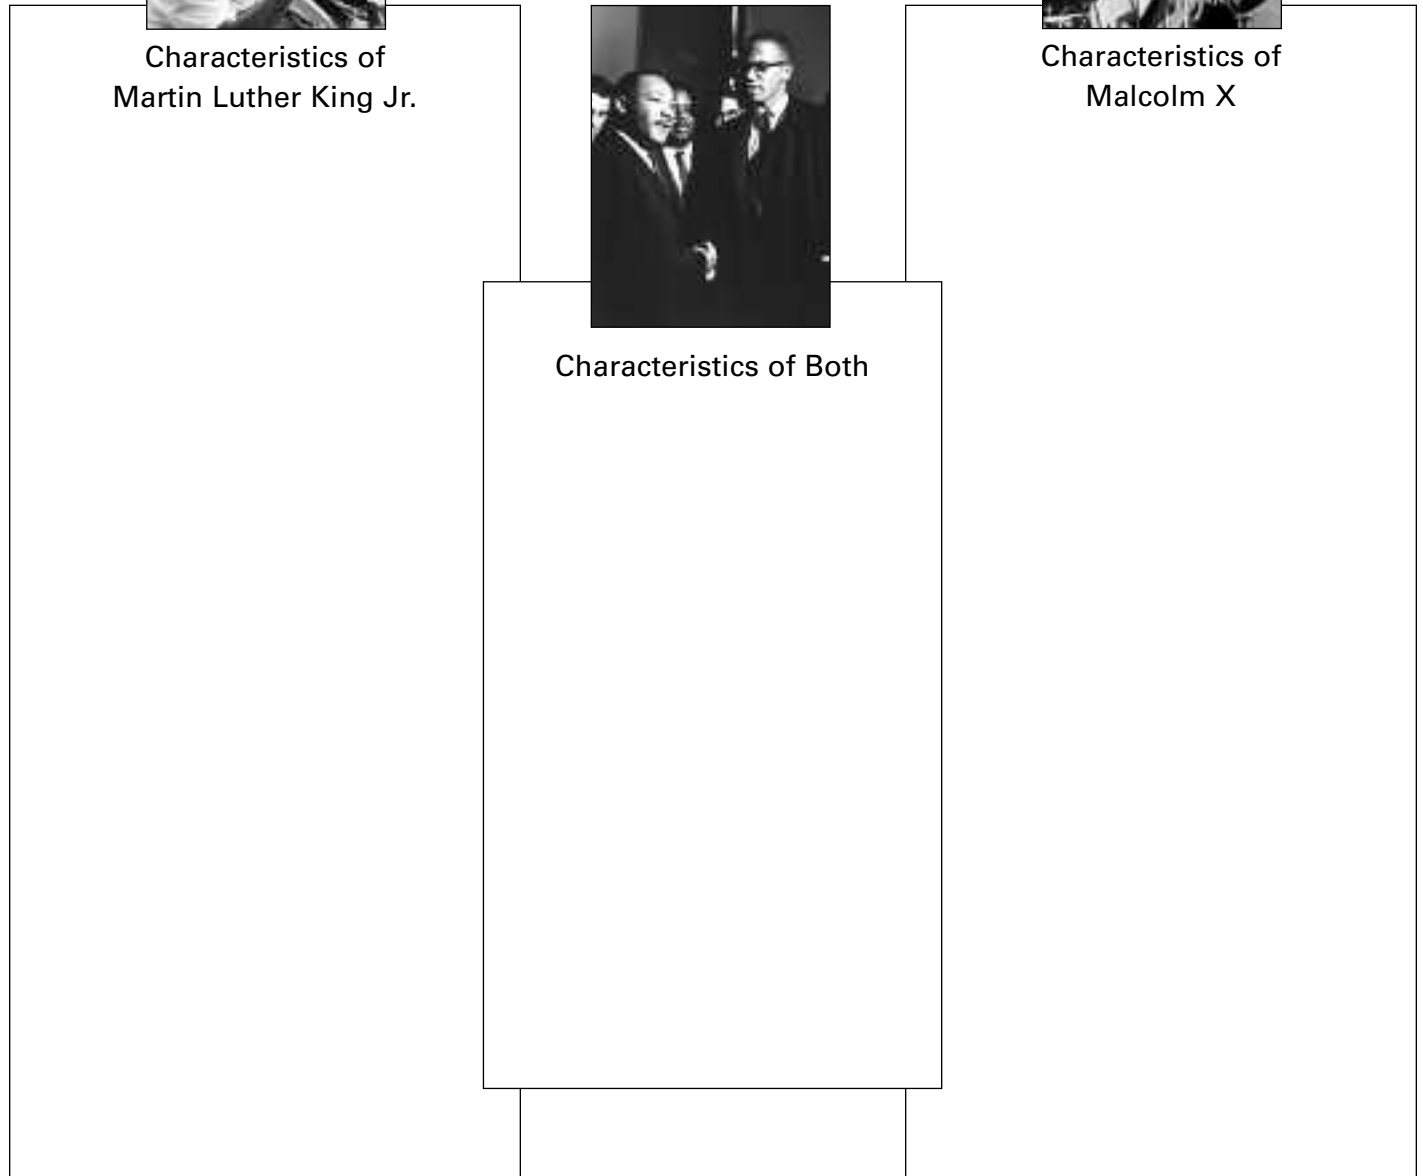 Characteristics of
Martin Luther King Jr.
Characteristics of Both
Characteristics of
Malcolm X